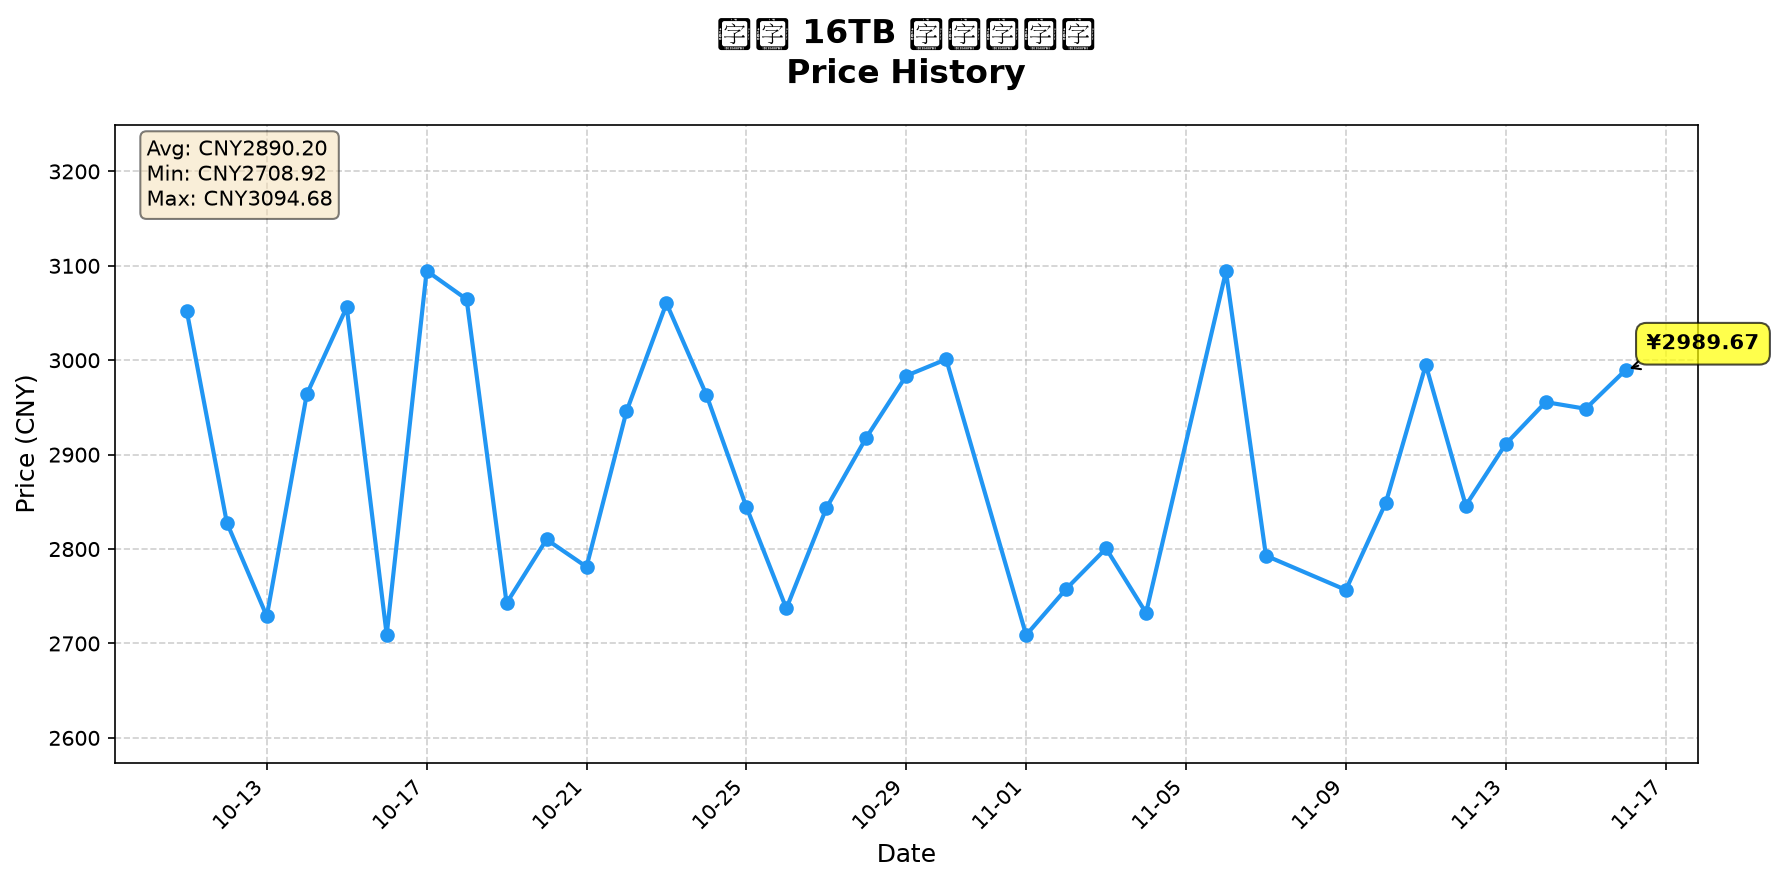 16TB
Price History
Avg: CNY2890.20
Min: CNY2708.92
Max: CNY3094.68
3200
3100
3000
2900
2800
2700
2600
Price (CNY)
¥2989.67
10-13
10-17
10-21
10-25
10-29
11-01
11-05
11-09
11-13
11-17
Date